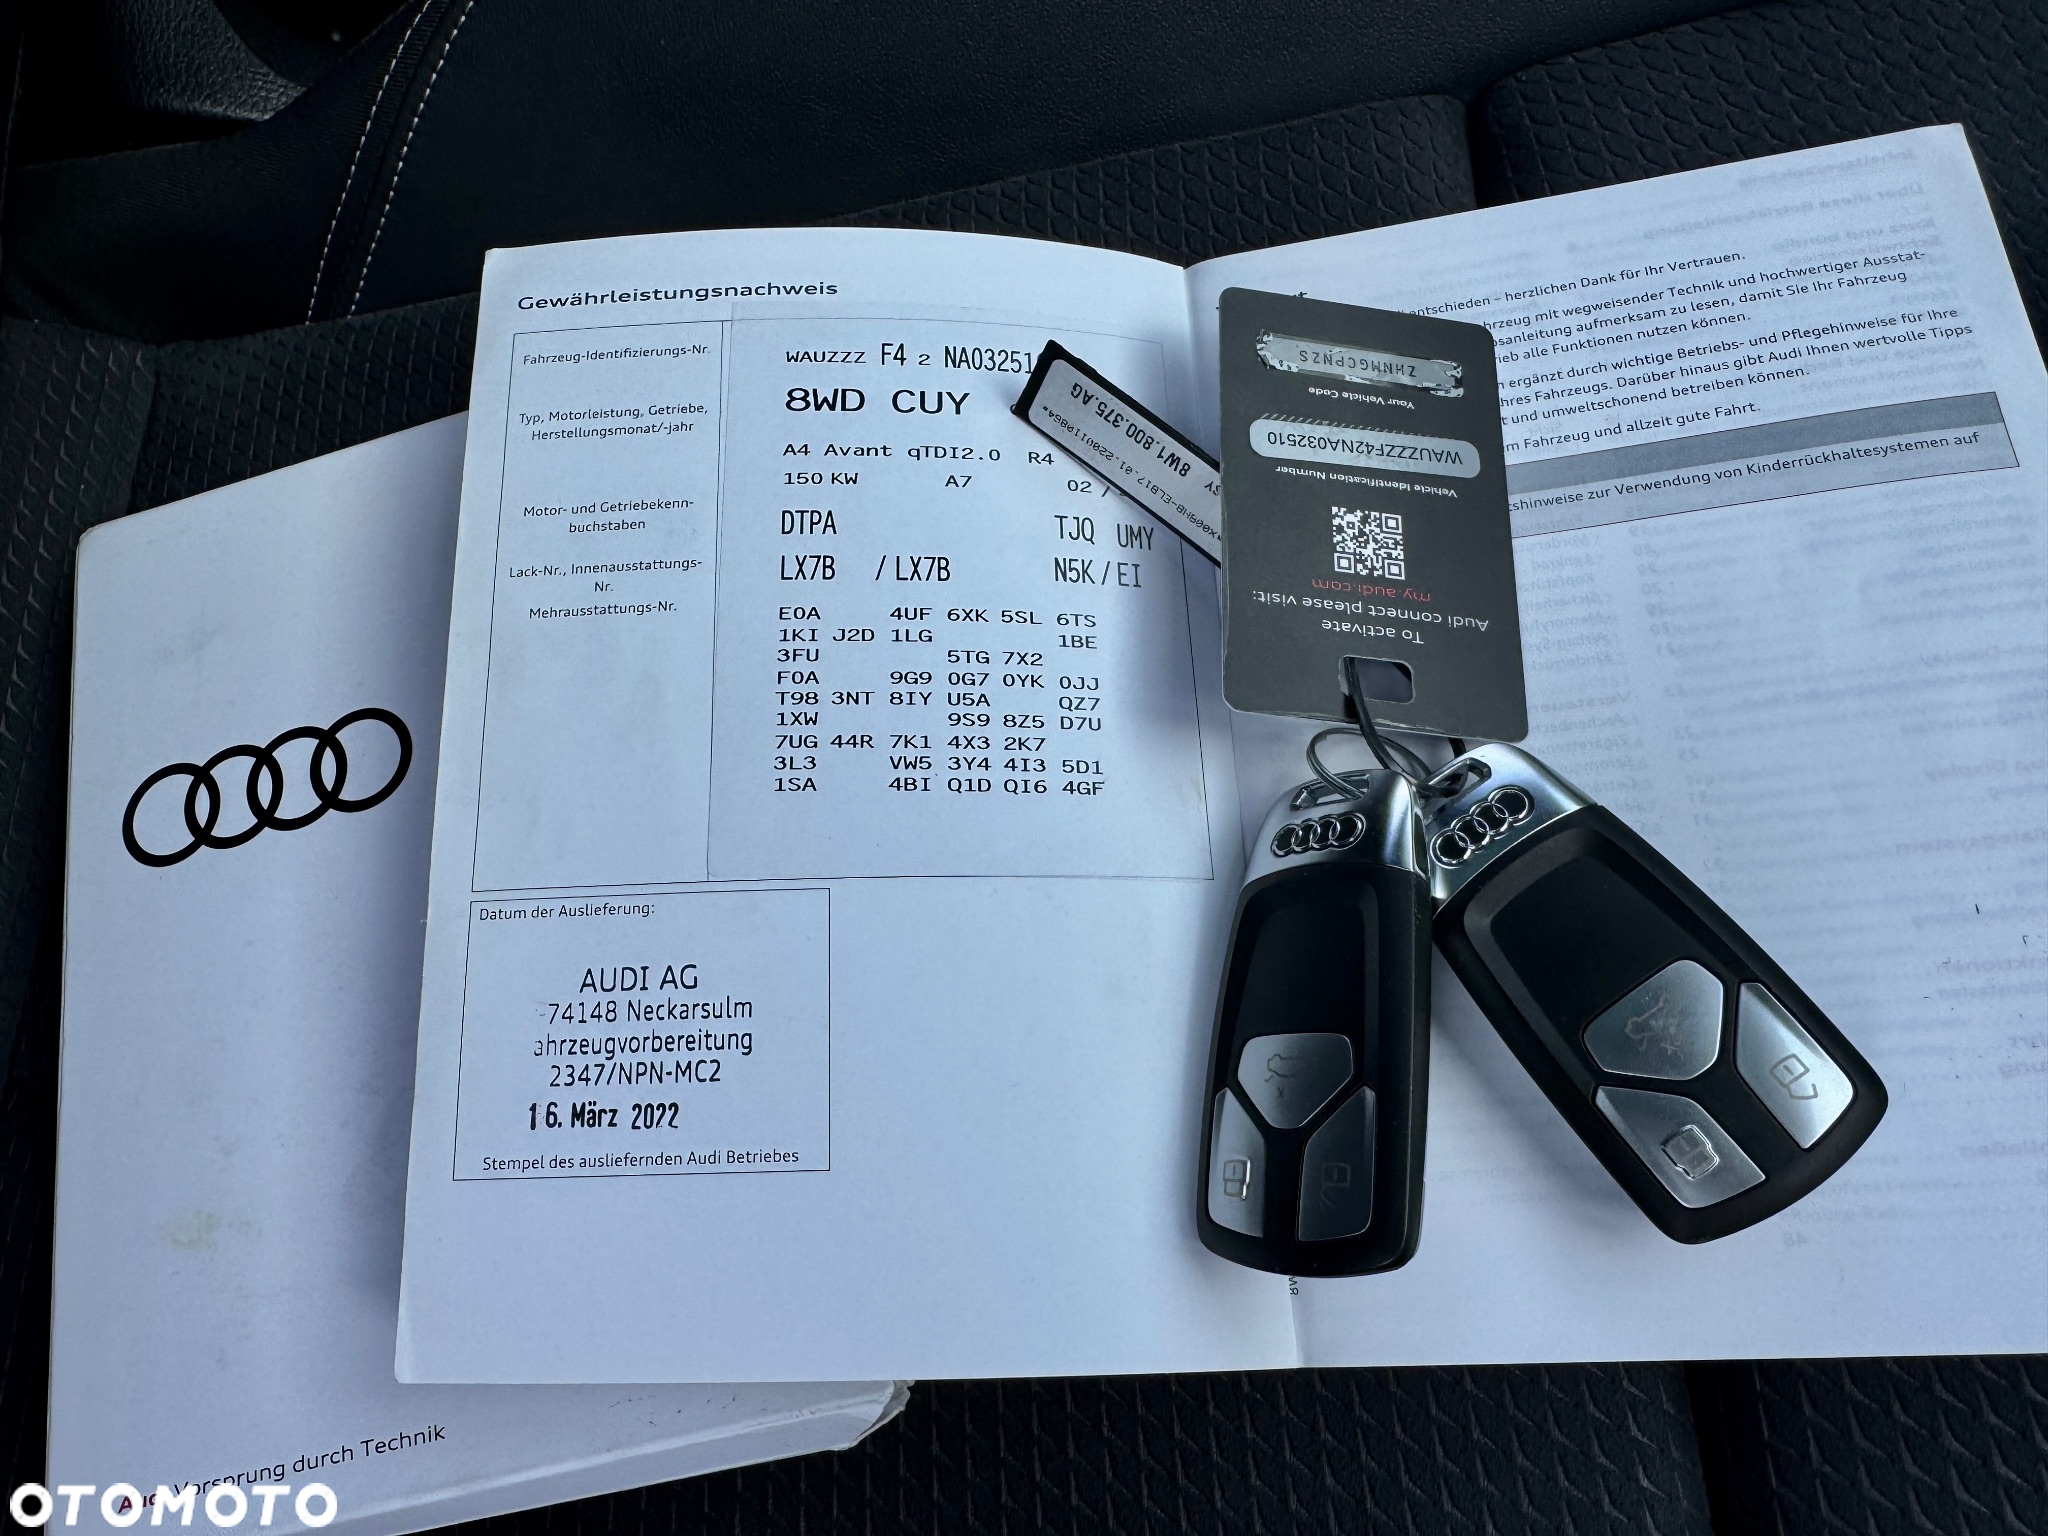 Gewährleistungsnachweis
Fahrzeug-Identifizierungs-Nr.
WAUZZZ F4 2 NA03251
Typ, Motorleistung, Getriebe,
Herstellungsmonat/-jahr
8WD CUY
A4 Avant qTDI2.0 R4
150 KW A7 02 /
Motor- und Getriebekenn-
buchstaben
DTPA TJQ UMY
Lack-Nr., Innenausstattungs-
Nr.
LX7B / LX7B N5K / EI
Mehrausstattungs-Nr.
E0A 4UF 6XK 5SL 6TS
1KI J2D 1LG 1BE
3FU 5TG 7X2
F0A 9G9 0G7 0YK 0JJ
T98 3NT 8IY U5A QZ7
1XW 9S9 8Z5 D7U
7UG 44R 7K1 4X3 2K7
3L3 VW5 3Y4 4I3 5D1
1SA 4BI Q1D QI6 4GF
Datum der Auslieferung:
AUDI AG
-74148 Neckarsulm
ahrzeugvorbereitung
2347/NPN-MC2
16. März 2022
Stempel des ausliefernden Audi Betriebes
8W1.800.375.AG
To activate
Audi connect please visit:
my.audi.com
Vehicle Identification Number
WAUZZZF42NA032510
Your Vehicle Code
ZHNMGCPNZS
entschieden – herzlichen Dank für Ihr Vertrauen.
hrzeug mit wegweisender Technik und hochwertiger Ausstat-
sanleitung aufmerksam zu lesen, damit Sie Ihr Fahrzeug
rieb alle Funktionen nutzen können.
ergänzt durch wichtige Betriebs- und Pflegehinweise für Ihre
hres Fahrzeugs. Darüber hinaus gibt Audi Ihnen wertvolle Tipps
t und umweltschonend betreiben können.
m Fahrzeug und allzeit gute Fahrt.
tshinweise zur Verwendung von Kinderrückhaltesystemen auf
Audi Vorsprung durch Technik
OTOMOTO